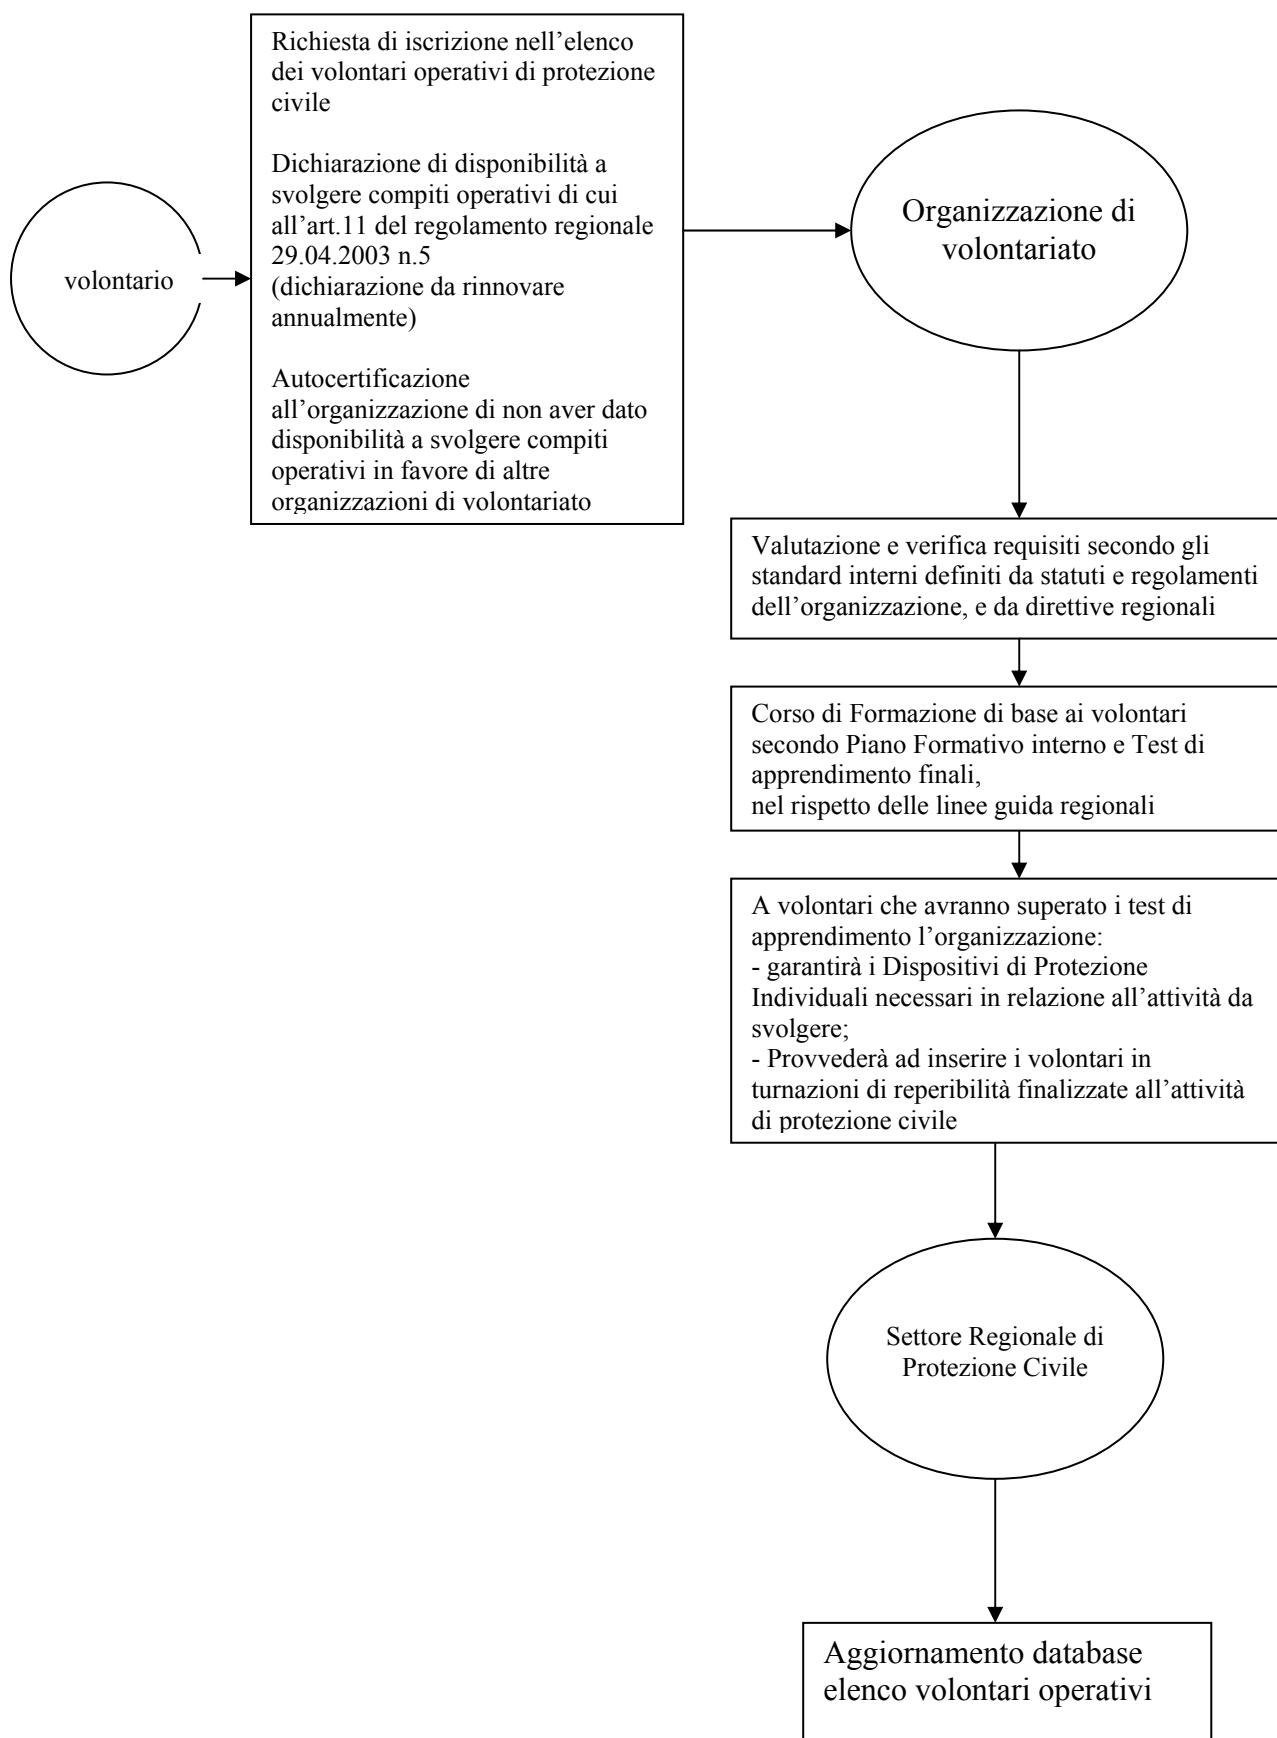 volontario
Richiesta di iscrizione nell’elenco
dei volontari operativi di protezione
civile
Dichiarazione di disponibilità a
svolgere compiti operativi di cui
all’art.11 del regolamento regionale
29.04.2003 n.5
(dichiarazione da rinnovare
annualmente)
Autocertificazione
all’organizzazione di non aver dato
disponibilità a svolgere compiti
operativi in favore di altre
organizzazioni di volontariato
Organizzazione di
volontariato
Valutazione e verifica requisiti secondo gli
standard interni definiti da statuti e regolamenti
dell’organizzazione, e da direttive regionali
Corso di Formazione di base ai volontari
secondo Piano Formativo interno e Test di
apprendimento finali,
nel rispetto delle linee guida regionali
A volontari che avranno superato i test di
apprendimento l’organizzazione:
- garantirà i Dispositivi di Protezione
Individuali necessari in relazione all’attività da
svolgere;
- Provvederà ad inserire i volontari in
turnazioni di reperibilità finalizzate all’attività
di protezione civile
Settore Regionale di
Protezione Civile
Aggiornamento database
elenco volontari operativi